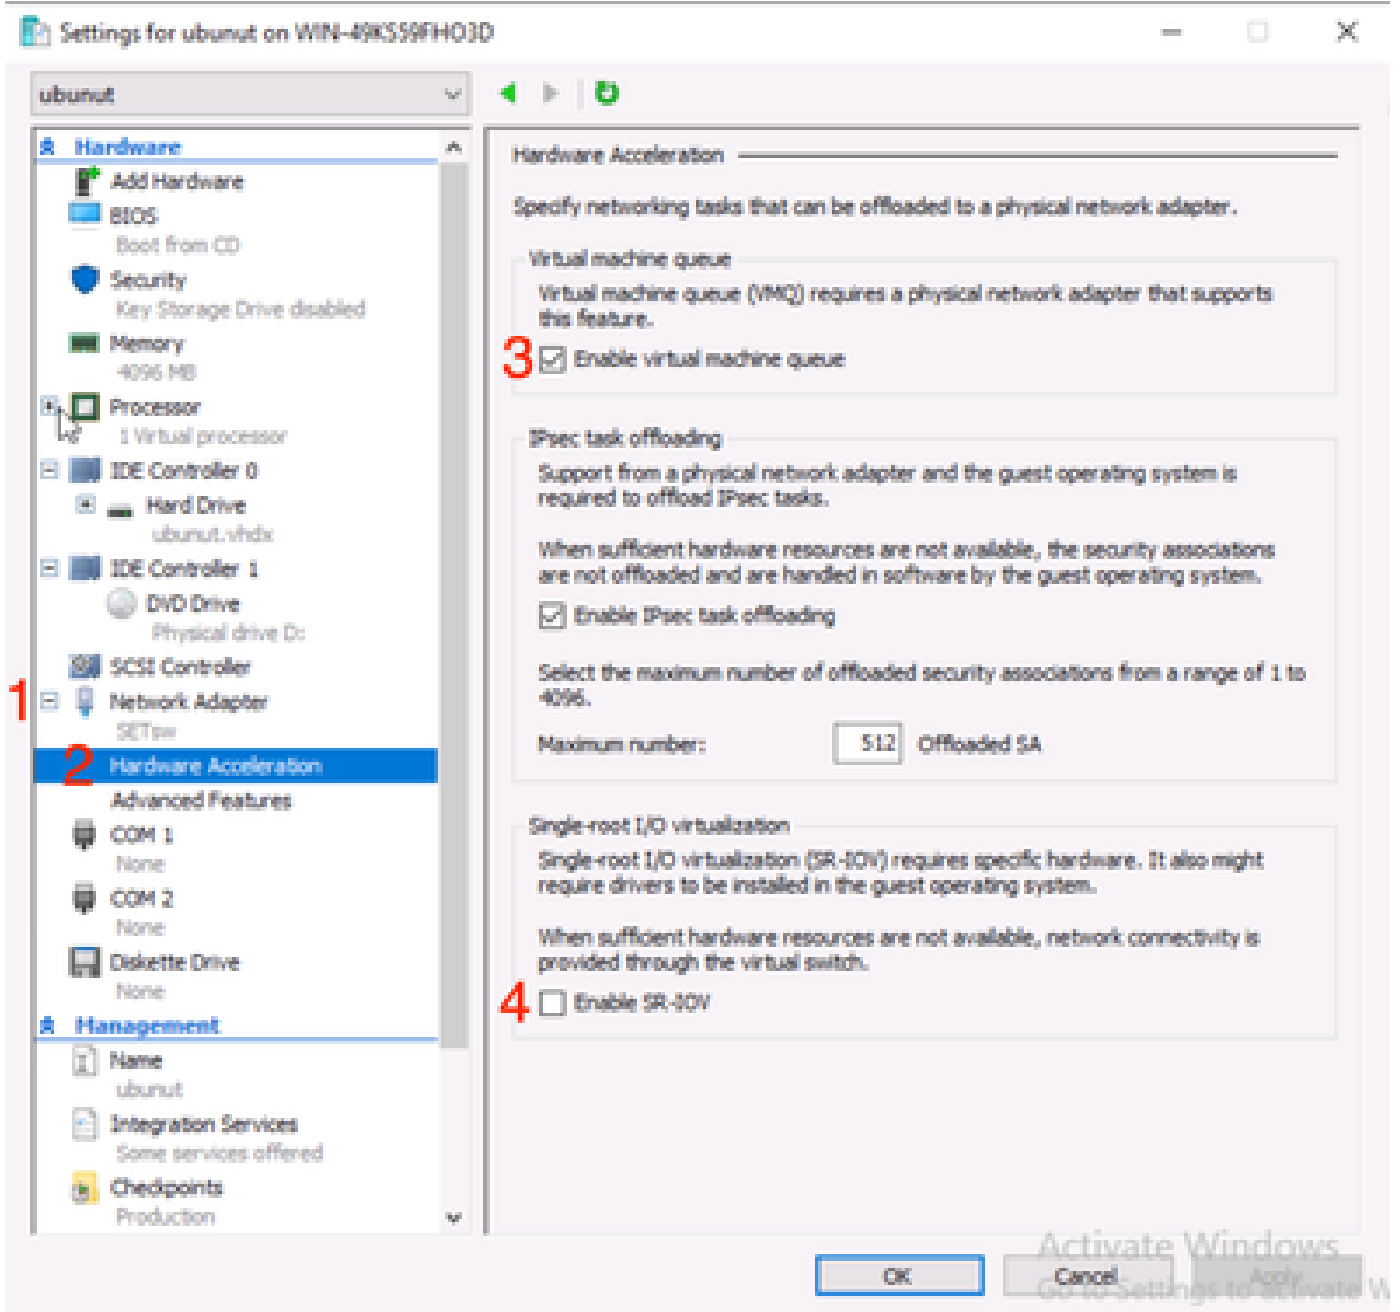 Settings for ubunut on WIN-49KS59FHO3D
ubunut
Hardware
Add Hardware
BIOS
Boot from CD
Security
Key Storage Drive disabled
Memory
4096 MB
Processor
1 Virtual processor
IDE Controller 0
Hard Drive
ubunut.vhdx
IDE Controller 1
DVD Drive
Physical drive D:
SCSI Controller
1 Network Adapter
SETsw
2 Hardware Acceleration
Advanced Features
COM 1
None
COM 2
None
Diskette Drive
None
Management
Name
ubunut
Integration Services
Some services offered
Checkpoints
Production
Hardware Acceleration
Specify networking tasks that can be offloaded to a physical network adapter.
Virtual machine queue
Virtual machine queue (VMQ) requires a physical network adapter that supports
this feature.
3 Enable virtual machine queue
IPsec task offloading
Support from a physical network adapter and the guest operating system is
required to offload IPsec tasks.
When sufficient hardware resources are not available, the security associations
are not offloaded and are handled in software by the guest operating system.
Enable IPsec task offloading
Select the maximum number of offloaded security associations from a range of 1 to
4096.
Maximum number: 512 Offloaded SA
Single-root I/O virtualization
Single-root I/O virtualization (SR-IOV) requires specific hardware. It also might
require drivers to be installed in the guest operating system.
When sufficient hardware resources are not available, network connectivity is
provided through the virtual switch.
4 Enable SR-IOV
Activate Windows
Go to Settings to activate W
OK Cancel Apply